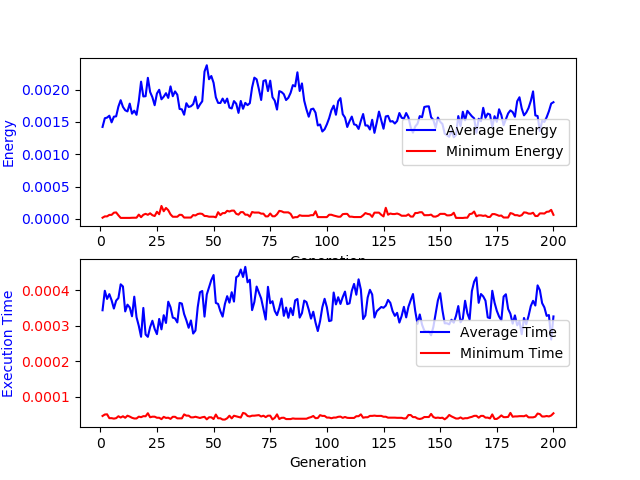 Energy
0.0020
0.0015
0.0010
0.0005
0.0000
Average Energy
Minimum Energy
0 25 50 75 100 125 150 175 200
Generation
Execution Time
0.0004
0.0003
0.0002
0.0001
Average Time
Minimum Time
0 25 50 75 100 125 150 175 200
Generation